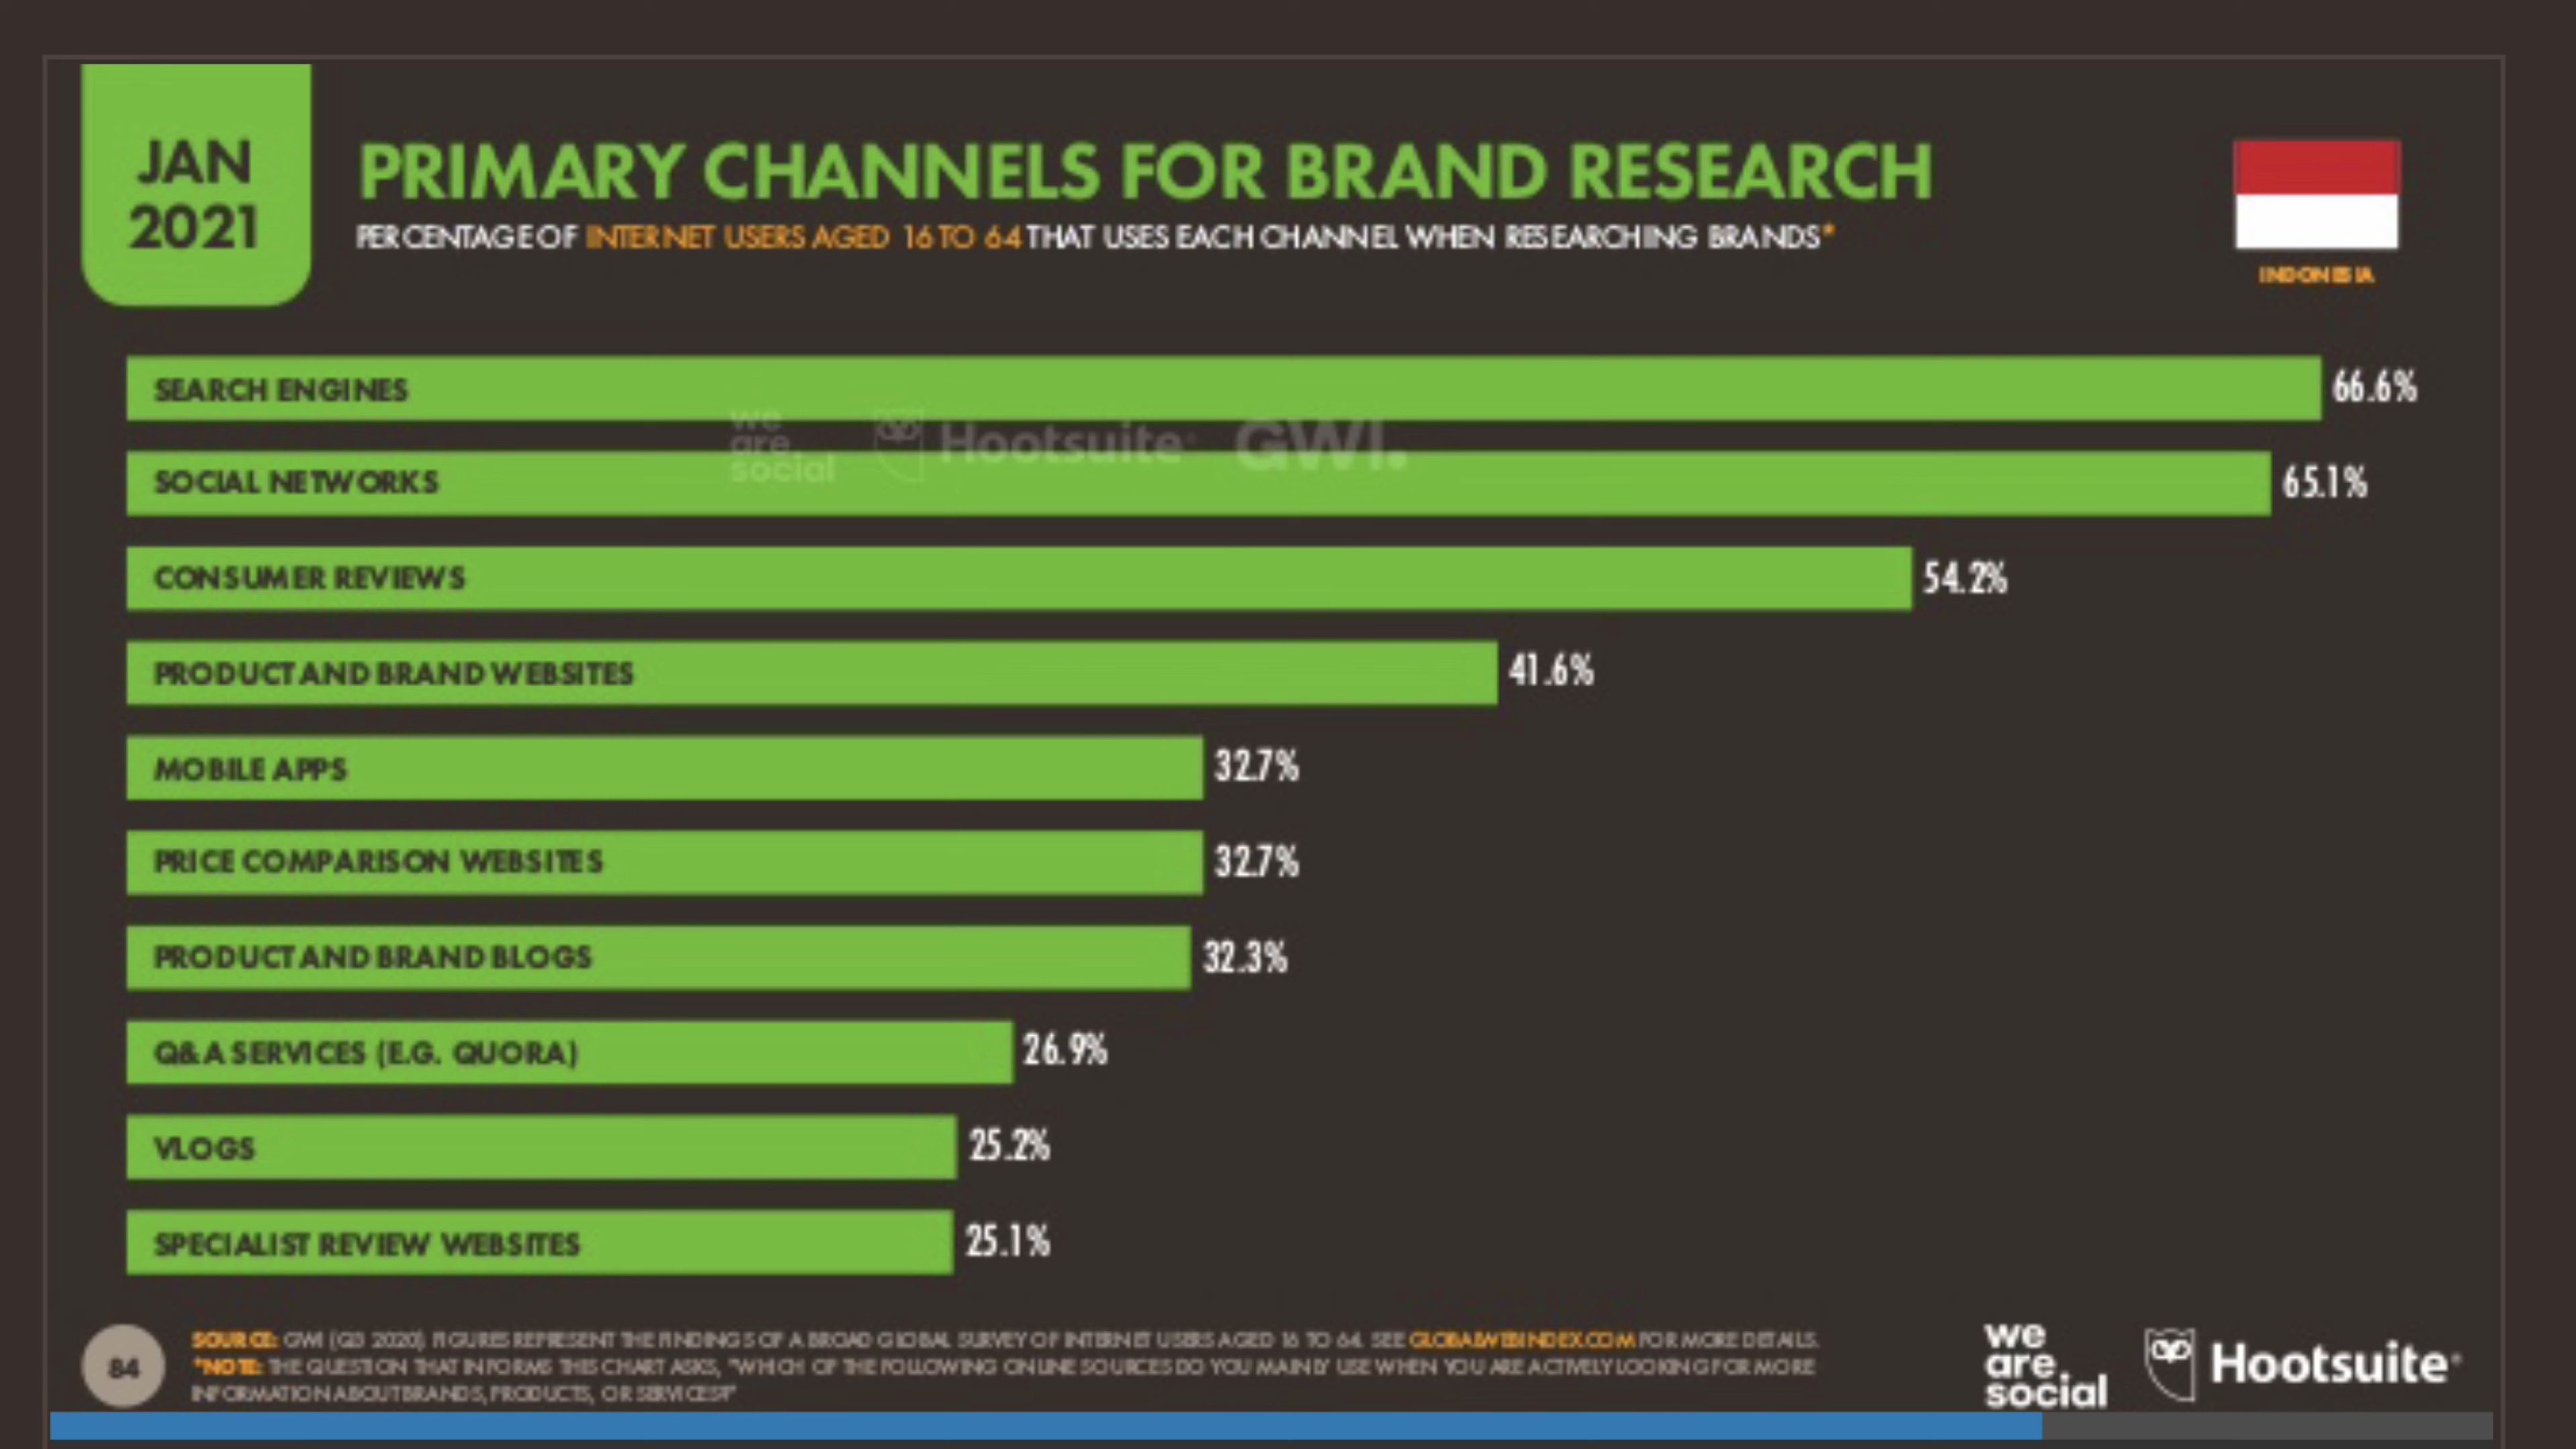 JAN
2021
PRIMARY CHANNELS FOR BRAND RESEARCH
PERCENTAGE OF INTERNET USERS AGED 16 TO 64 THAT USES EACH CHANNEL WHEN RESEARCHING BRANDS*
INDONESIA
SEARCH ENGINES 66.6%
we are social Hootsuite GWI.
SOCIAL NETWORKS 65.1%
CONSUMER REVIEWS 54.2%
PRODUCT AND BRAND WEBSITES 41.6%
MOBILE APPS 32.7%
PRICE COMPARISON WEBSITES 32.7%
PRODUCT AND BRAND BLOGS 32.3%
Q&A SERVICES (E.G. QUORA) 26.9%
VLOGS 25.2%
SPECIALIST REVIEW WEBSITES 25.1%
84
SOURCE: GWI (Q3 2020). FIGURES REPRESENT THE FINDINGS OF A BROAD GLOBAL SURVEY OF INTERNET USERS AGED 16 TO 64. SEE GLOBALWEBINDEX.COM FOR MORE DETAILS.
*NOTE: THE QUESTION THAT INFORMS THIS CHART ASKS, "WHICH OF THE FOLLOWING ONLINE SOURCES DO YOU MAINLY USE WHEN YOU ARE ACTIVELY LOOKING FOR MORE
INFORMATION ABOUT BRANDS, PRODUCTS, OR SERVICES?"
we
are
social
Hootsuite